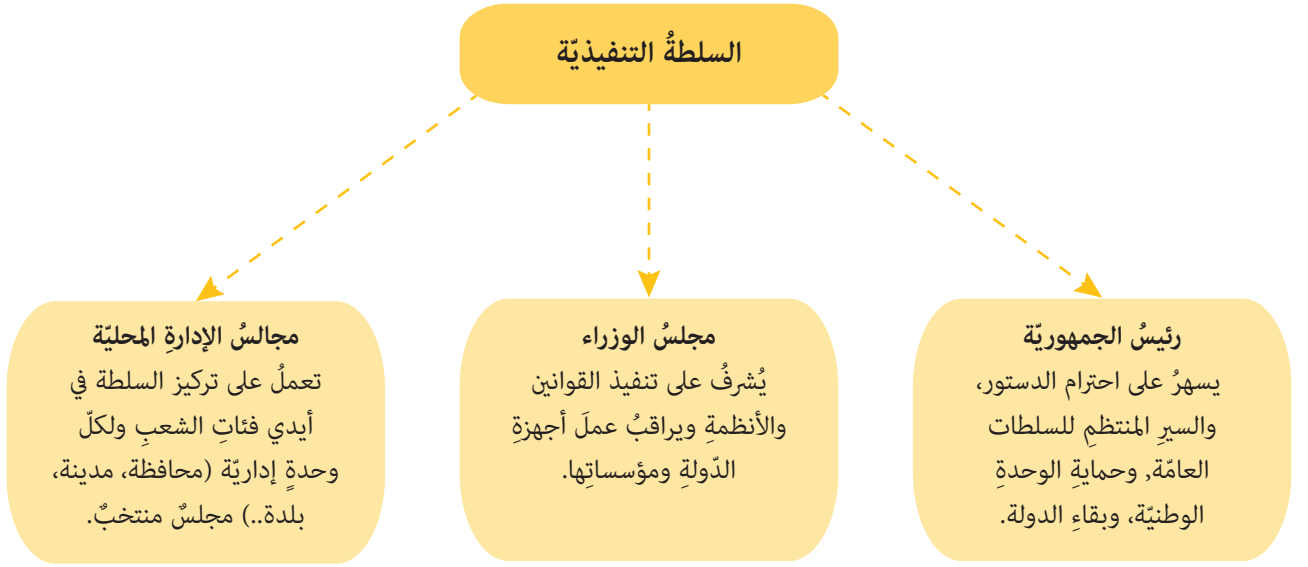 السلطةُ التنفيذيّة
رئيسُ الجمهوريّة
يسهرُ على احترام الدستور،
والسيرِ المنتظمِ للسلطات
العامّة, وحمايةِ الوحدةِ
الوطنيّة، وبقاءِ الدولة.
مجلسُ الوزراء
يُشرفُ على تنفيذ القوانين
والأنظمةِ ويراقبُ عملَ أجهزةِ
الدّولةِ ومؤسساتِها.
مجالسُ الإدارةِ المحليّة
تعملُ على تركيز السلطة في
أيدي فئاتِ الشعبِ ولكلّ
وحدةٍ إداريّة (محافظة، مدينة،
بلدة..) مجلسٌ منتخبٌ.